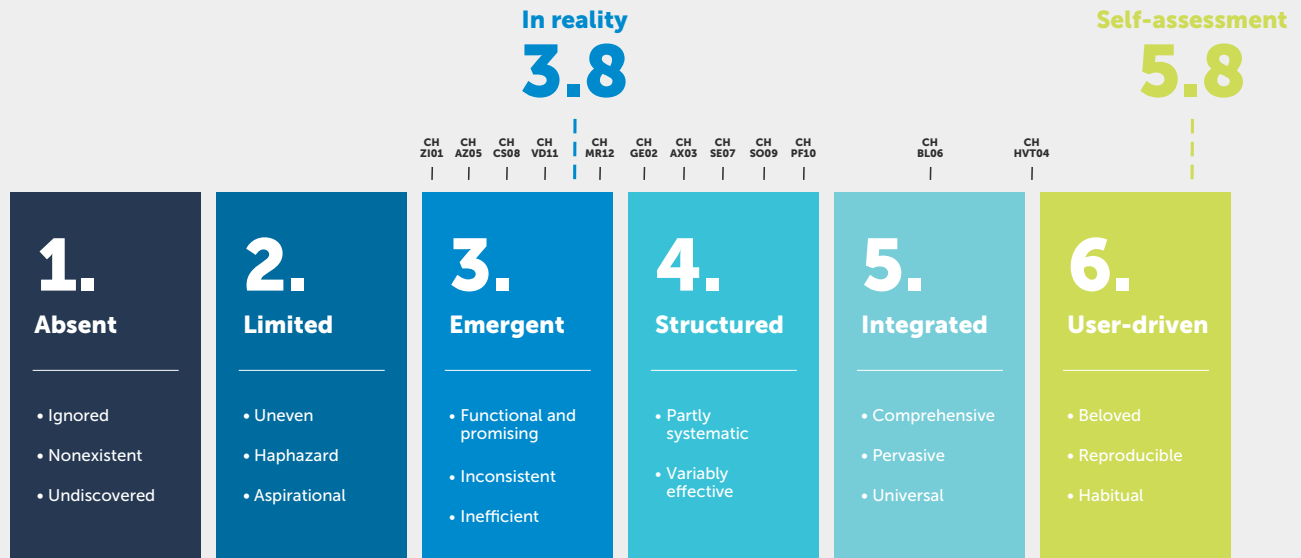 In reality
3.8
Self-assessment
5.8
CH
ZI01
CH
AZ05
CH
CS08
CH
VD11
CH
MR12
CH
GE02
CH
AX03
CH
SE07
CH
SO09
CH
PF10
CH
BL06
CH
HVT04
1.
Absent
• Ignored
• Nonexistent
• Undiscovered
2.
Limited
• Uneven
• Haphazard
• Aspirational
3.
Emergent
• Functional and
promising
• Inconsistent
• Inefficient
4.
Structured
• Partly
systematic
• Variably
effective
5.
Integrated
• Comprehensive
• Pervasive
• Universal
6.
User-driven
• Beloved
• Reproducible
• Habitual